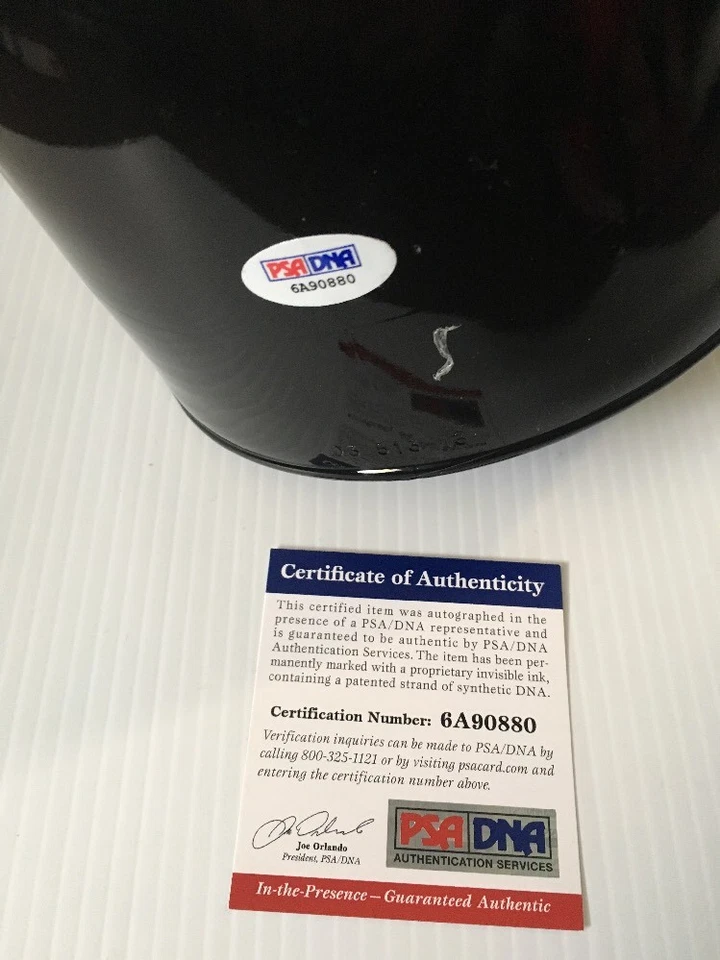 PSA DNA
6A90880
Certificate of Authenticity
This certified item was autographed in the
presence of a PSA/DNA representative and
is guaranteed to be authentic by PSA/DNA
Authentication Services. The item has been per-
manently marked with a proprietary invisible ink,
containing a patented strand of synthetic DNA.
Certification Number: 6A90880
Verification inquiries can be made to PSA/DNA by
calling 800-325-1121 or by visiting psacard.com and
entering the certification number above.
Joe Orlando
President, PSA/DNA
PSA DNA
AUTHENTICATION SERVICES
In-the-Presence – Guaranteed Authentic